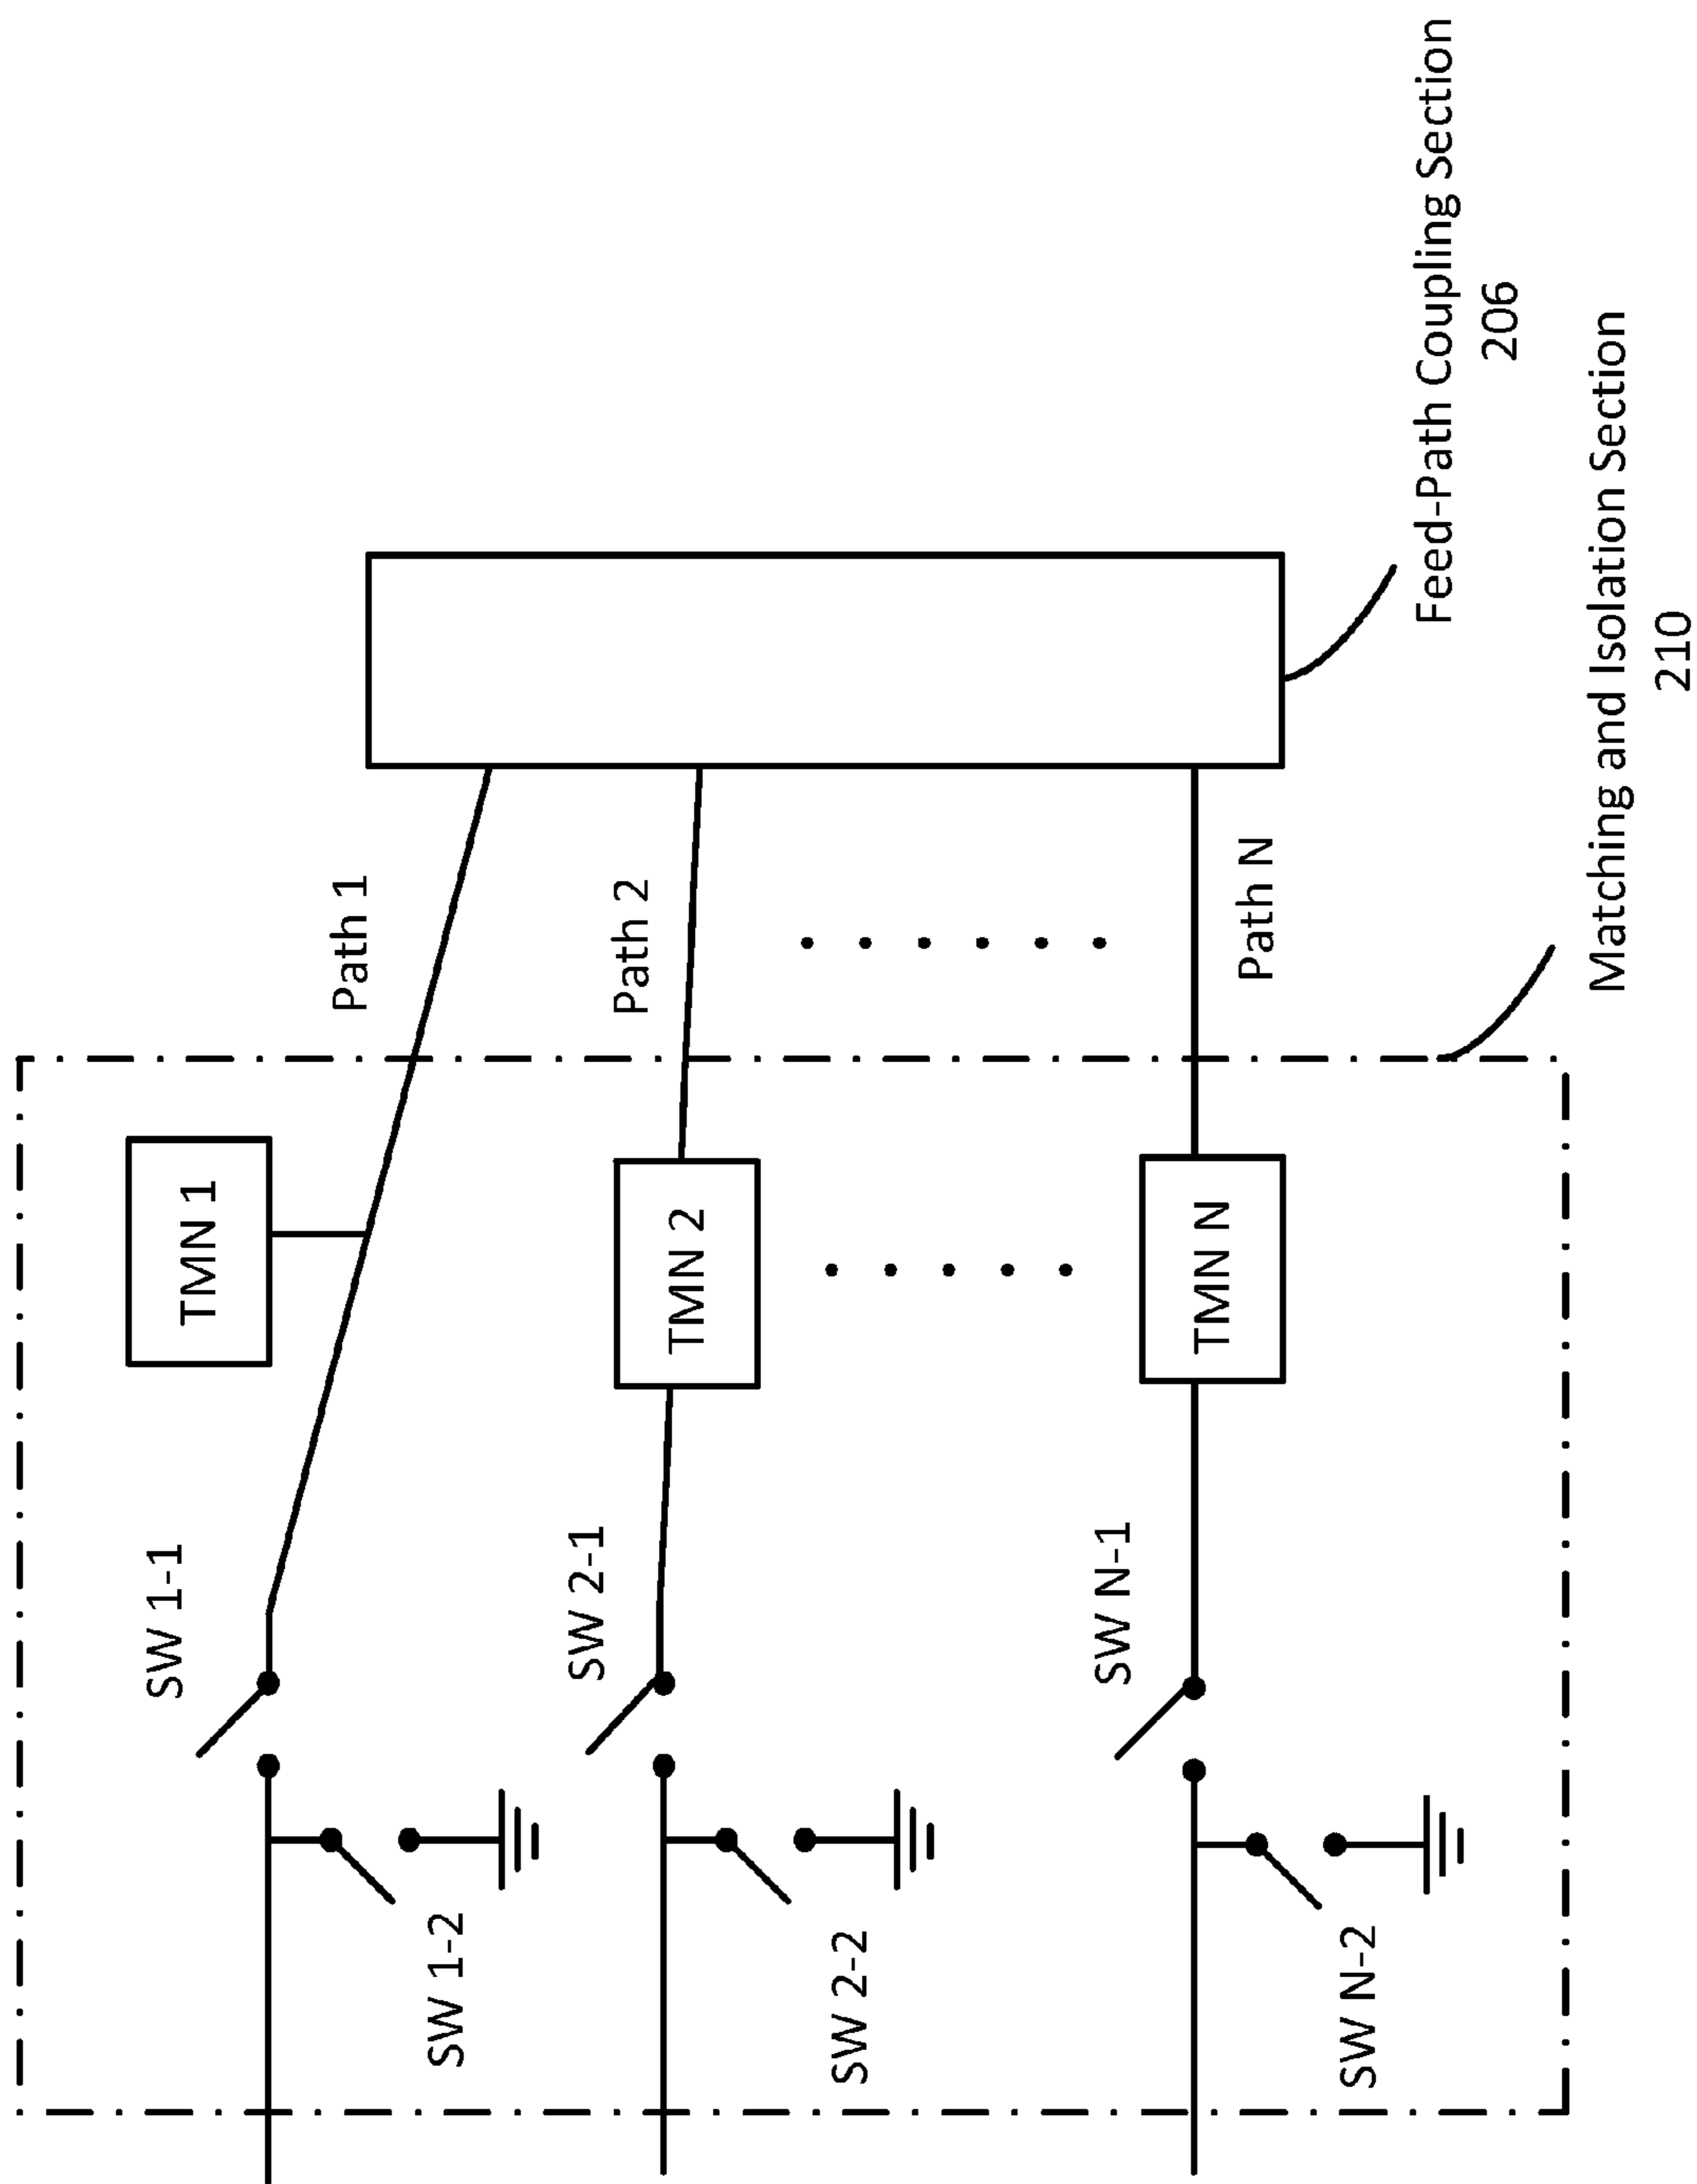 TMN 1
SW 1-1
Path 1
SW 1-2
SW 2-1
TMN 2
Path 2
SW 2-2
SW N-1
TMN N
Path N
SW N-2
Feed-Path Coupling Section
206
Matching and Isolation Section
210